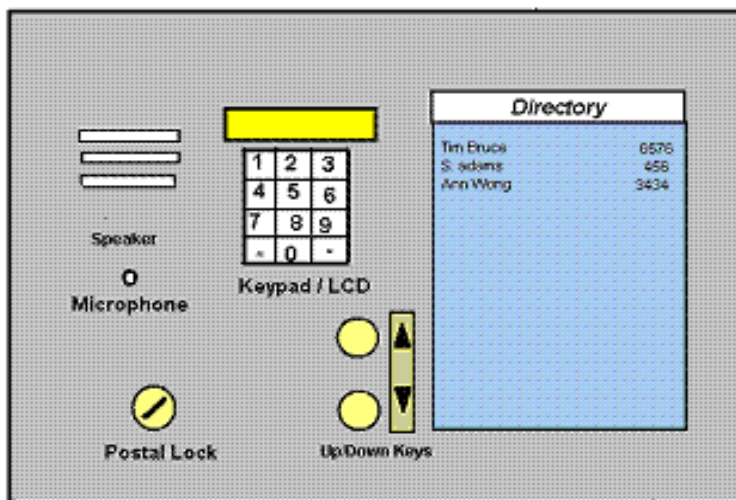 Directory
Tim Bruce 6576
S. adams 456
Ann Wong 3434
1 2 3
4 5 6
7 8 9
0
Speaker
Keypad / LCD
Microphone
Postal Lock
Up/Down Keys